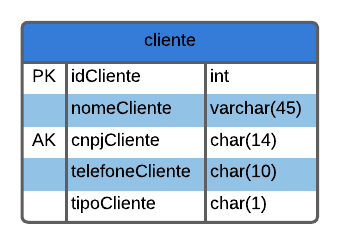 cliente
PK idCliente int
nomeCliente varchar(45)
AK cnpjCliente char(14)
telefoneCliente char(10)
tipoCliente char(1)